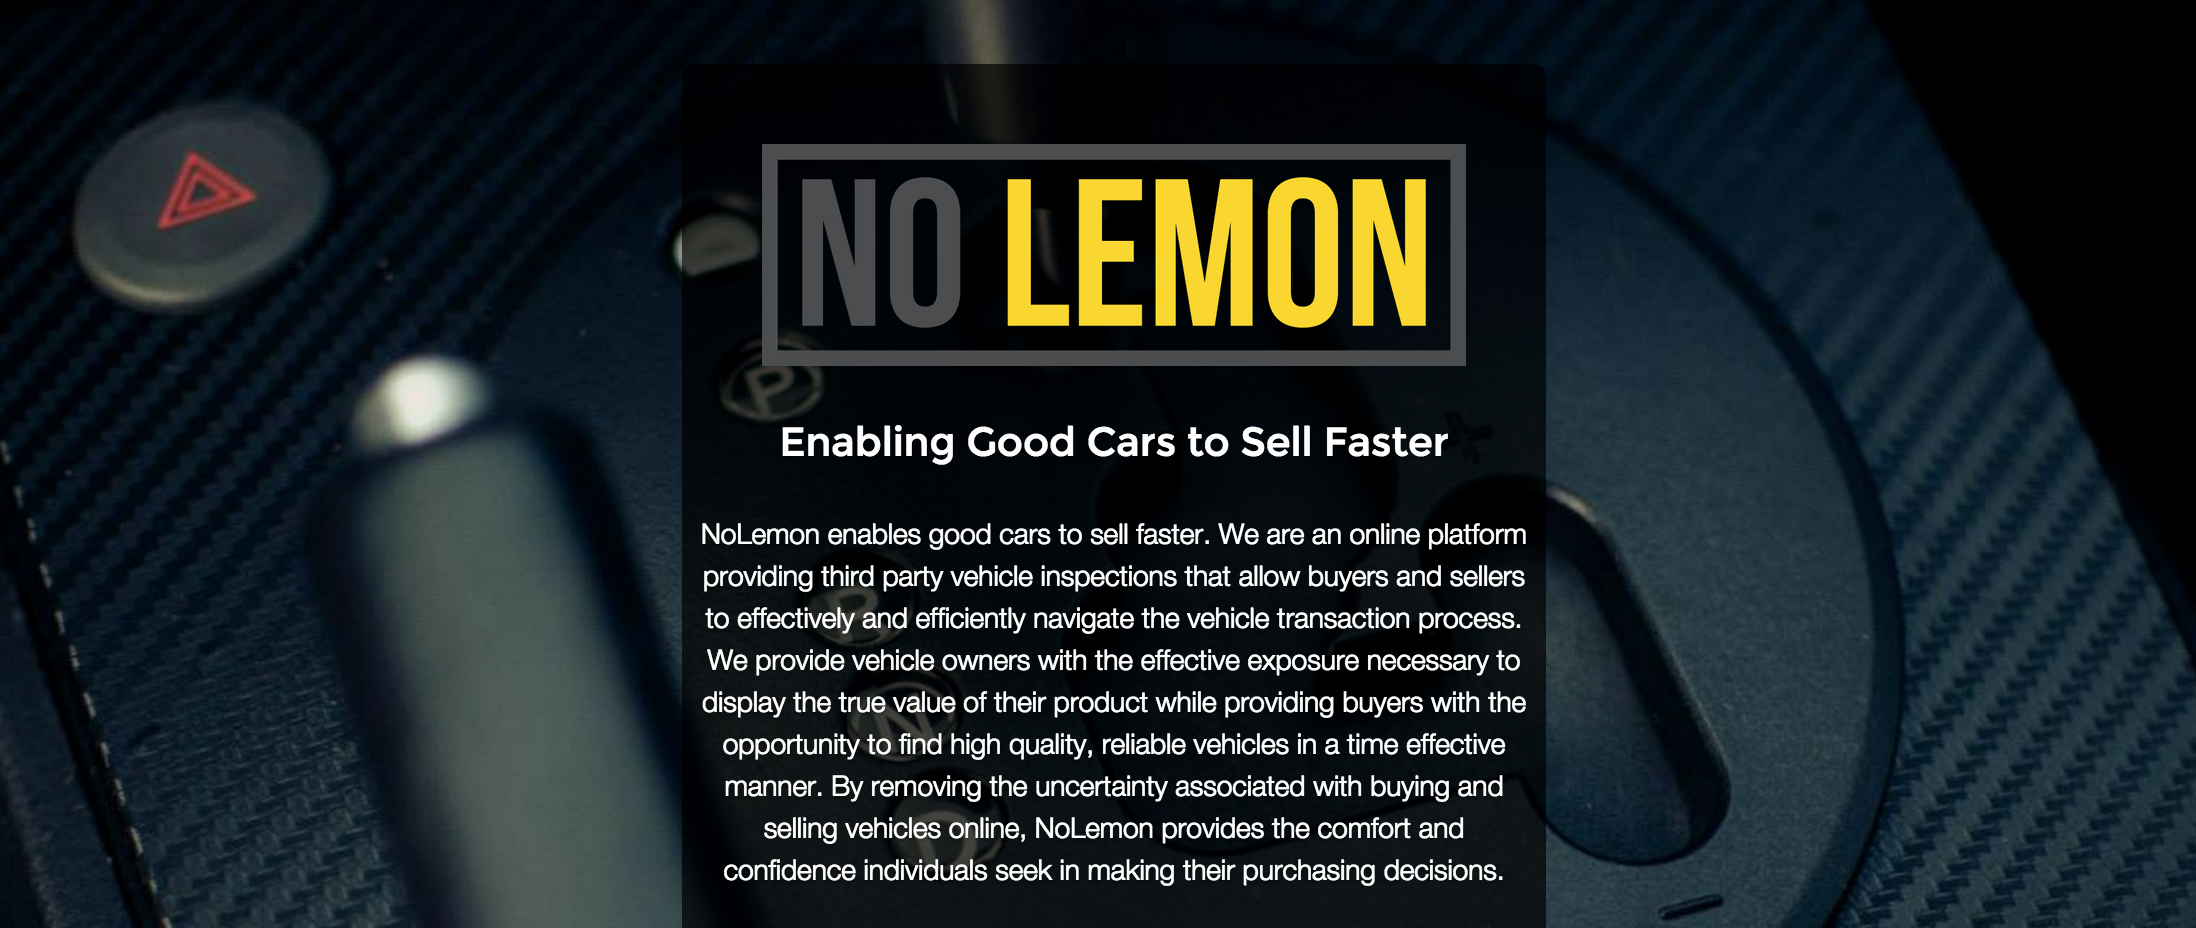 NO LEMON
P
Enabling Good Cars to Sell Faster
NoLemon enables good cars to sell faster. We are an online platform
providing third party vehicle inspections that allow buyers and sellers
to effectively and efficiently navigate the vehicle transaction process.
We provide vehicle owners with the effective exposure necessary to
display the true value of their product while providing buyers with the
opportunity to find high quality, reliable vehicles in a time effective
manner. By removing the uncertainty associated with buying and
selling vehicles online, NoLemon provides the comfort and
confidence individuals seek in making their purchasing decisions.
R
N
D